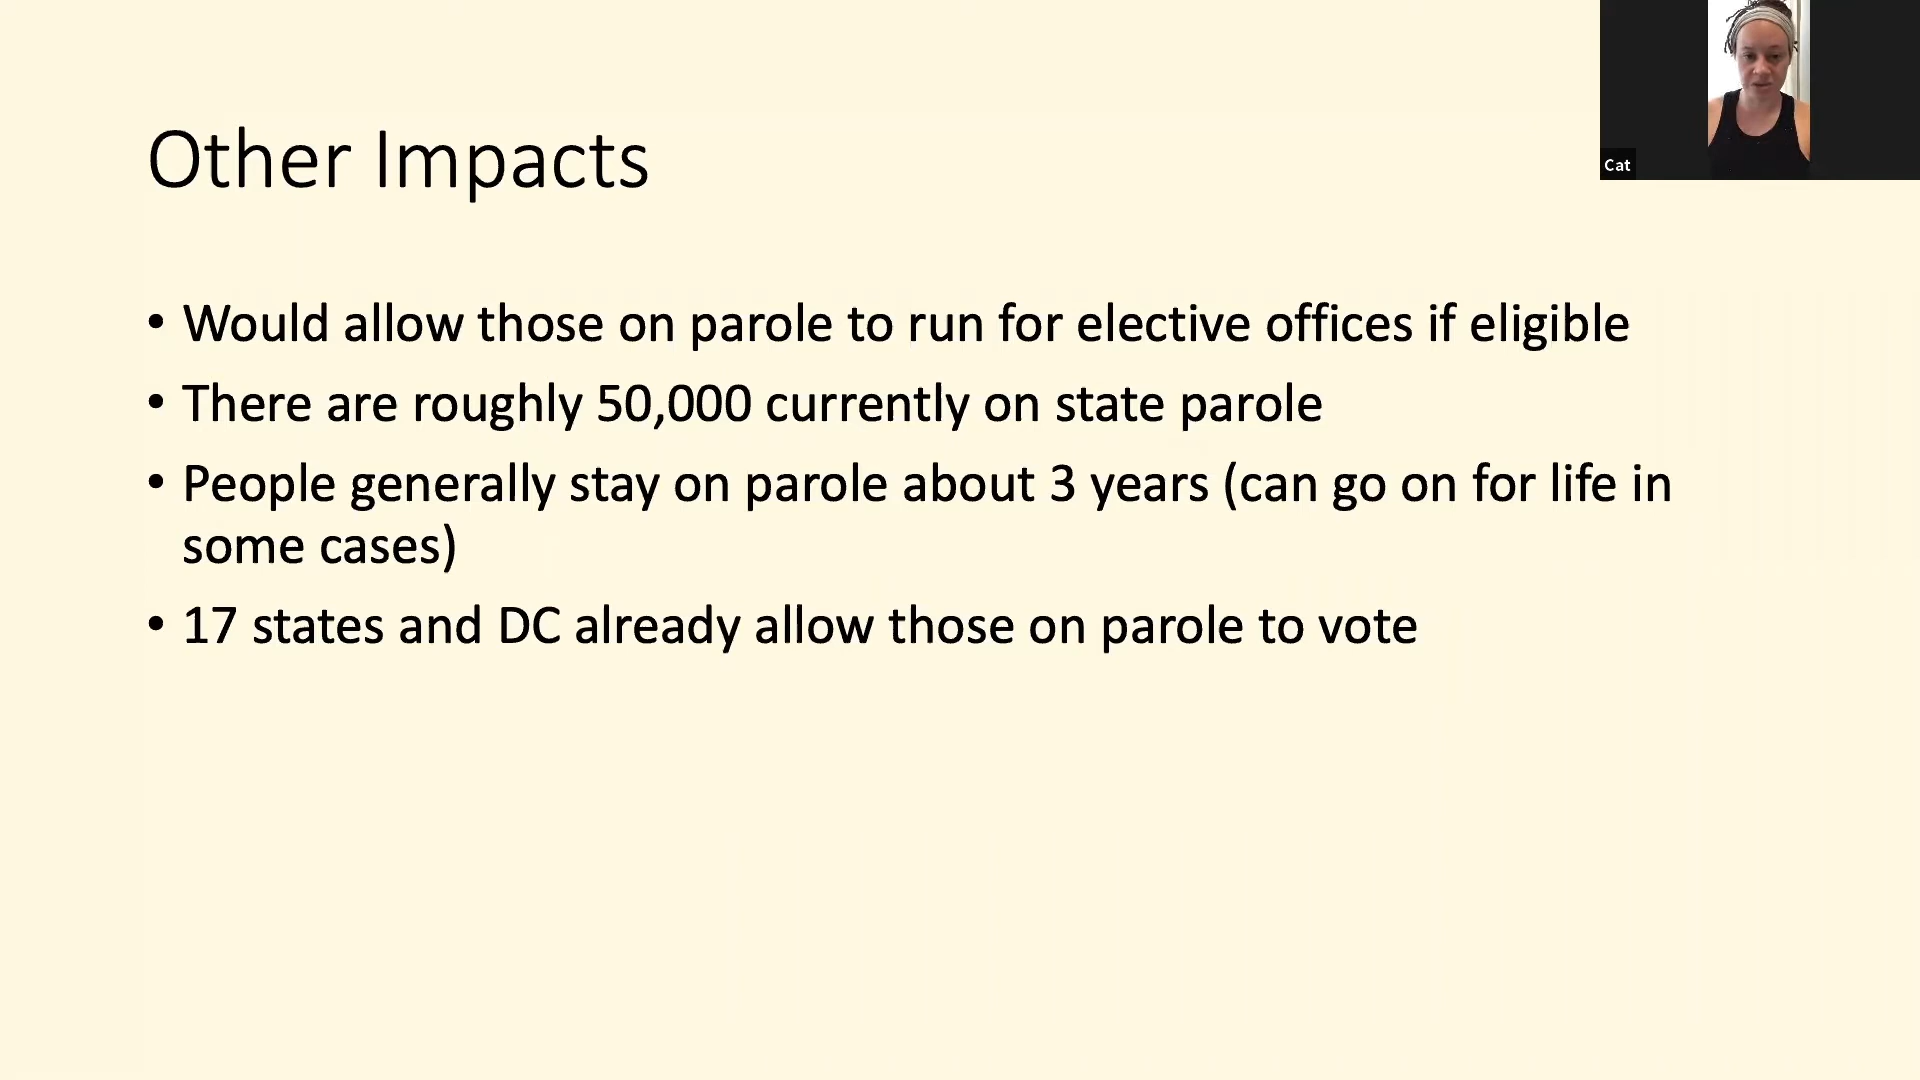 Cat
Other Impacts
• Would allow those on parole to run for elective offices if eligible
• There are roughly 50,000 currently on state parole
• People generally stay on parole about 3 years (can go on for life in
some cases)
• 17 states and DC already allow those on parole to vote